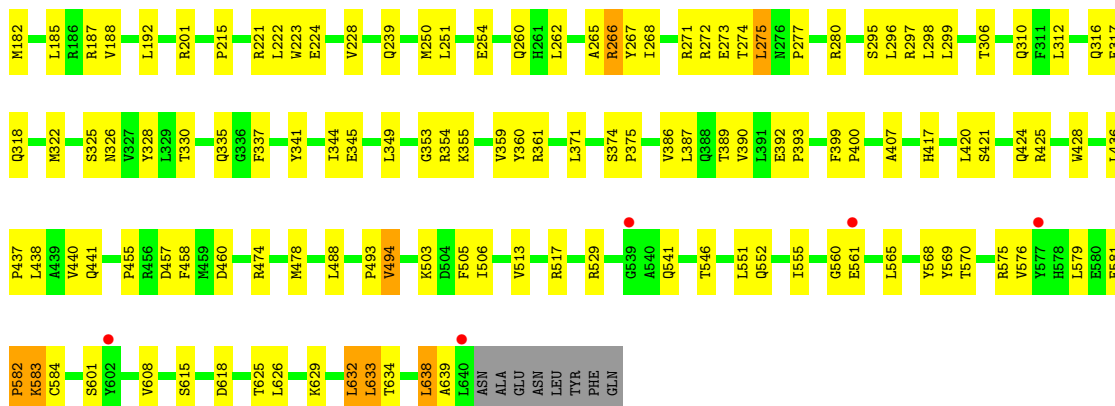 M182 L185 R186 R187 V188 L192 R201 P215 R221 L222 W223 E224 V228 Q239 M250 L251 E254 Q260 H261 L262 A265 R266 Y267 I268 R271 R272 E273 T274 L275 N276 P277 R280 S295 L296 R297 L298 L299 T306 Q310 F311 L312 Q316
Q318 M322 S325 N326 V327 Y328 L329 T330 Q335 G336 F337 Y341 I344 E345 L349 G353 R354 K355 V359 Y360 R361 L371 S374 P375 V386 L387 Q388 T389 V390 L391 E392 P393 F399 P400 A407 H417 L420 S421 Q424 R425 W428
P437 L438 A439 V440 Q441 P455 R456 D457 P458 M459 D460 R474 M478 L488 P493 V494 K503 D504 F505 I506 V513 R517 R529 G539 A540 Q541 T546 L551 Q552 I555 G560 E561 L565 Y568 Y569 T570 R575 V576 Y577 H578 L579 E580
P582 K583 C584 S601 Y602 V608 S615 D618 T625 L626 K629 L632 L633 T634 L638 A639 L640 ASN ALA GLU ASN LEU TYR PHE GLN